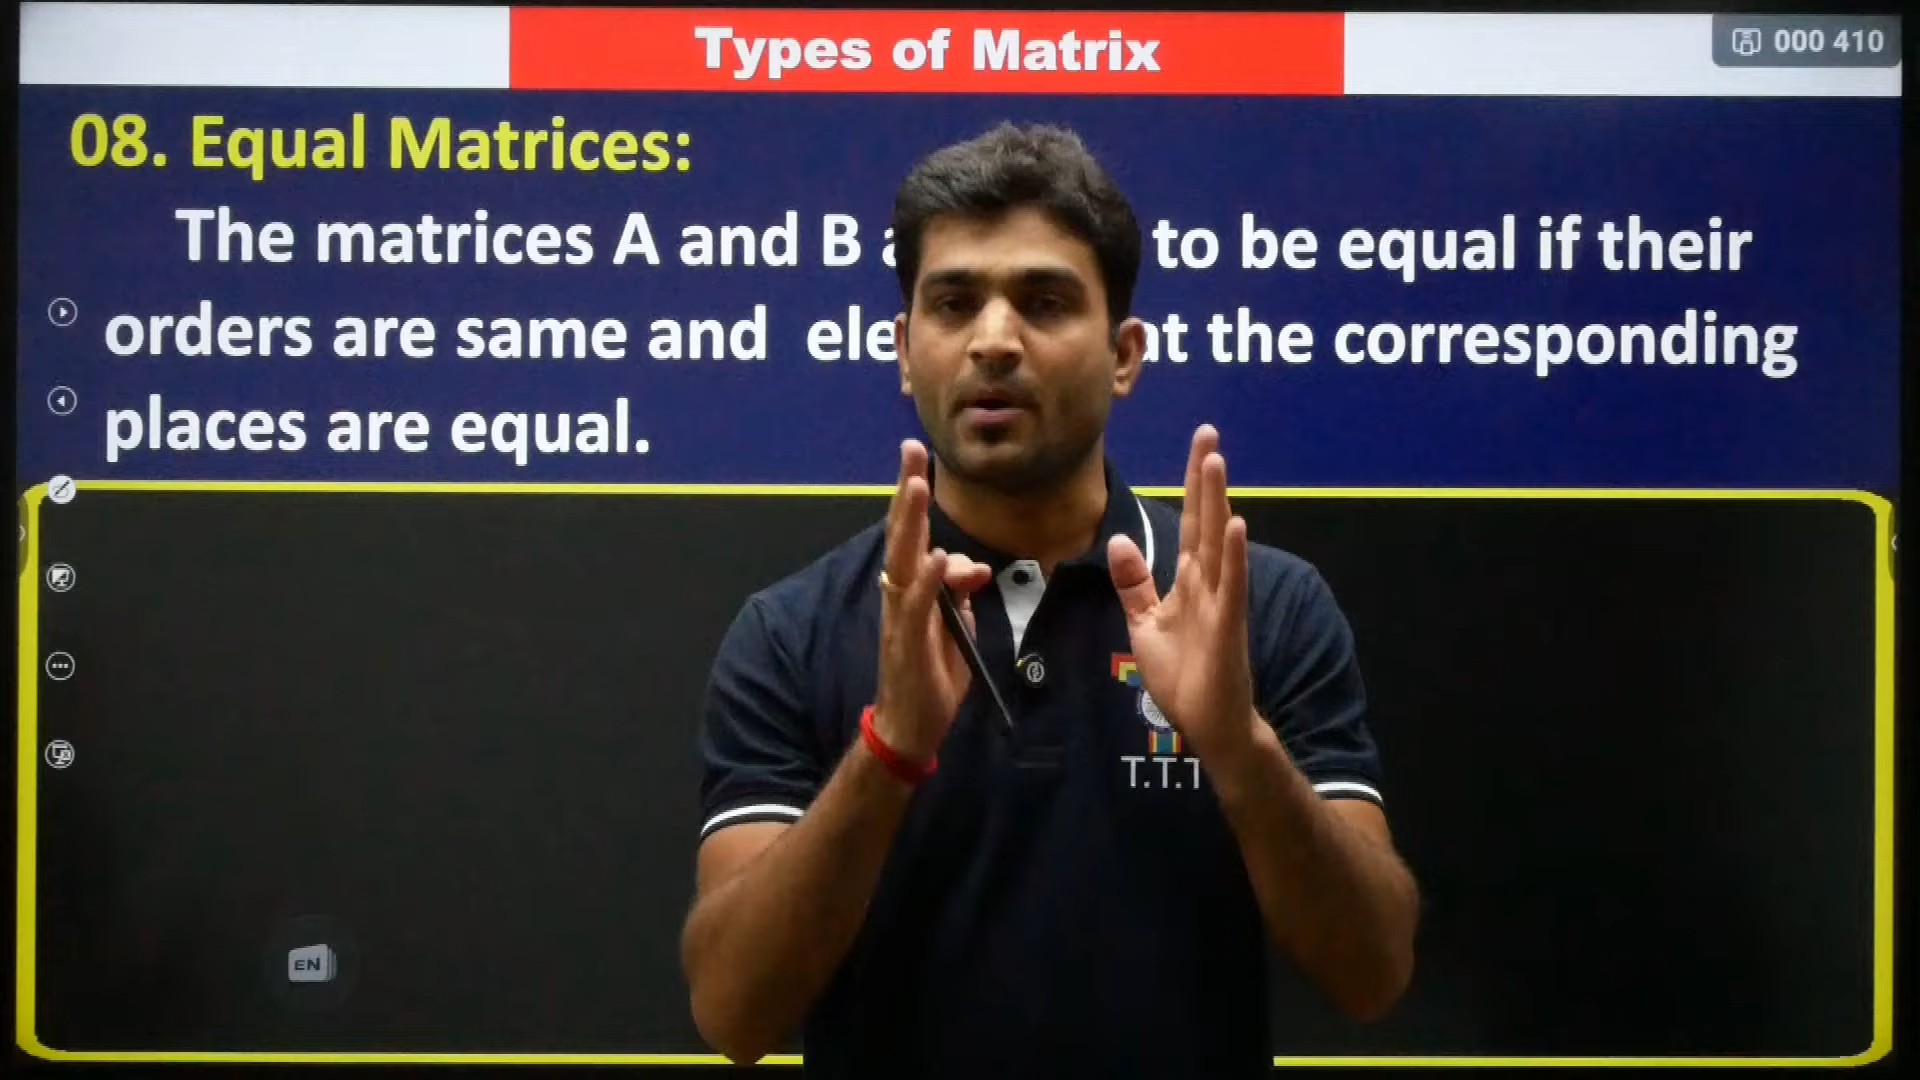 Types of Matrix
000 410
08. Equal Matrices:
The matrices A and B to be equal if their
orders are same and at the corresponding
places are equal.
T.T.T
EN